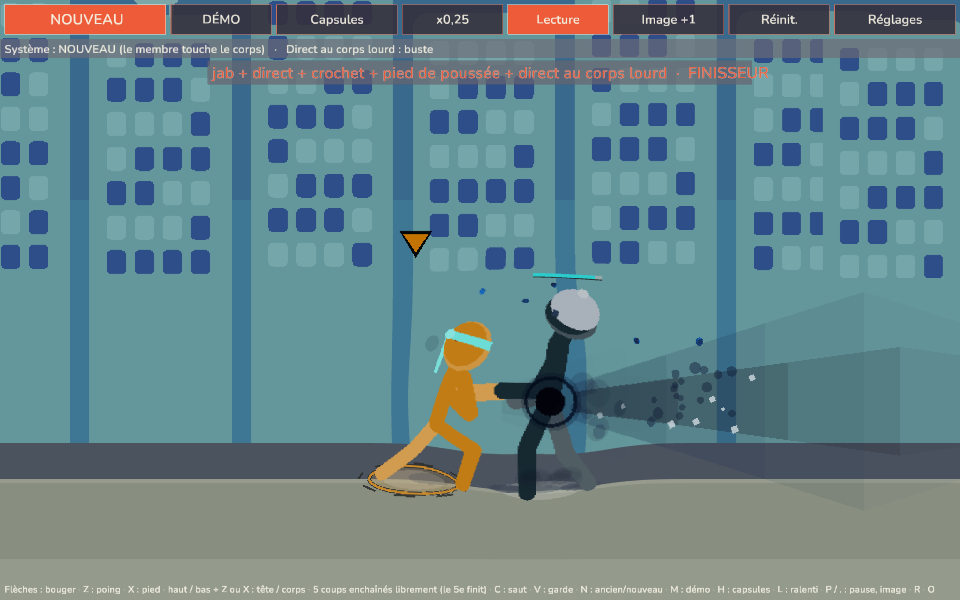 NOUVEAU DÉMO Capsules x0,25 Lecture Image +1 Réinit. Réglages
Système : NOUVEAU (le membre touche le corps) · Direct au corps lourd : buste
jab + direct + crochet + pied de poussée + direct au corps lourd · FINISSEUR
Flèches : bouger Z : poing X : pied haut / bas + Z ou X : tête / corps 5 coups enchaînés librement (le 5e finit) C : saut V : garde N : ancien/nouveau M : démo H : capsules L : ralenti P / . : pause, image R O